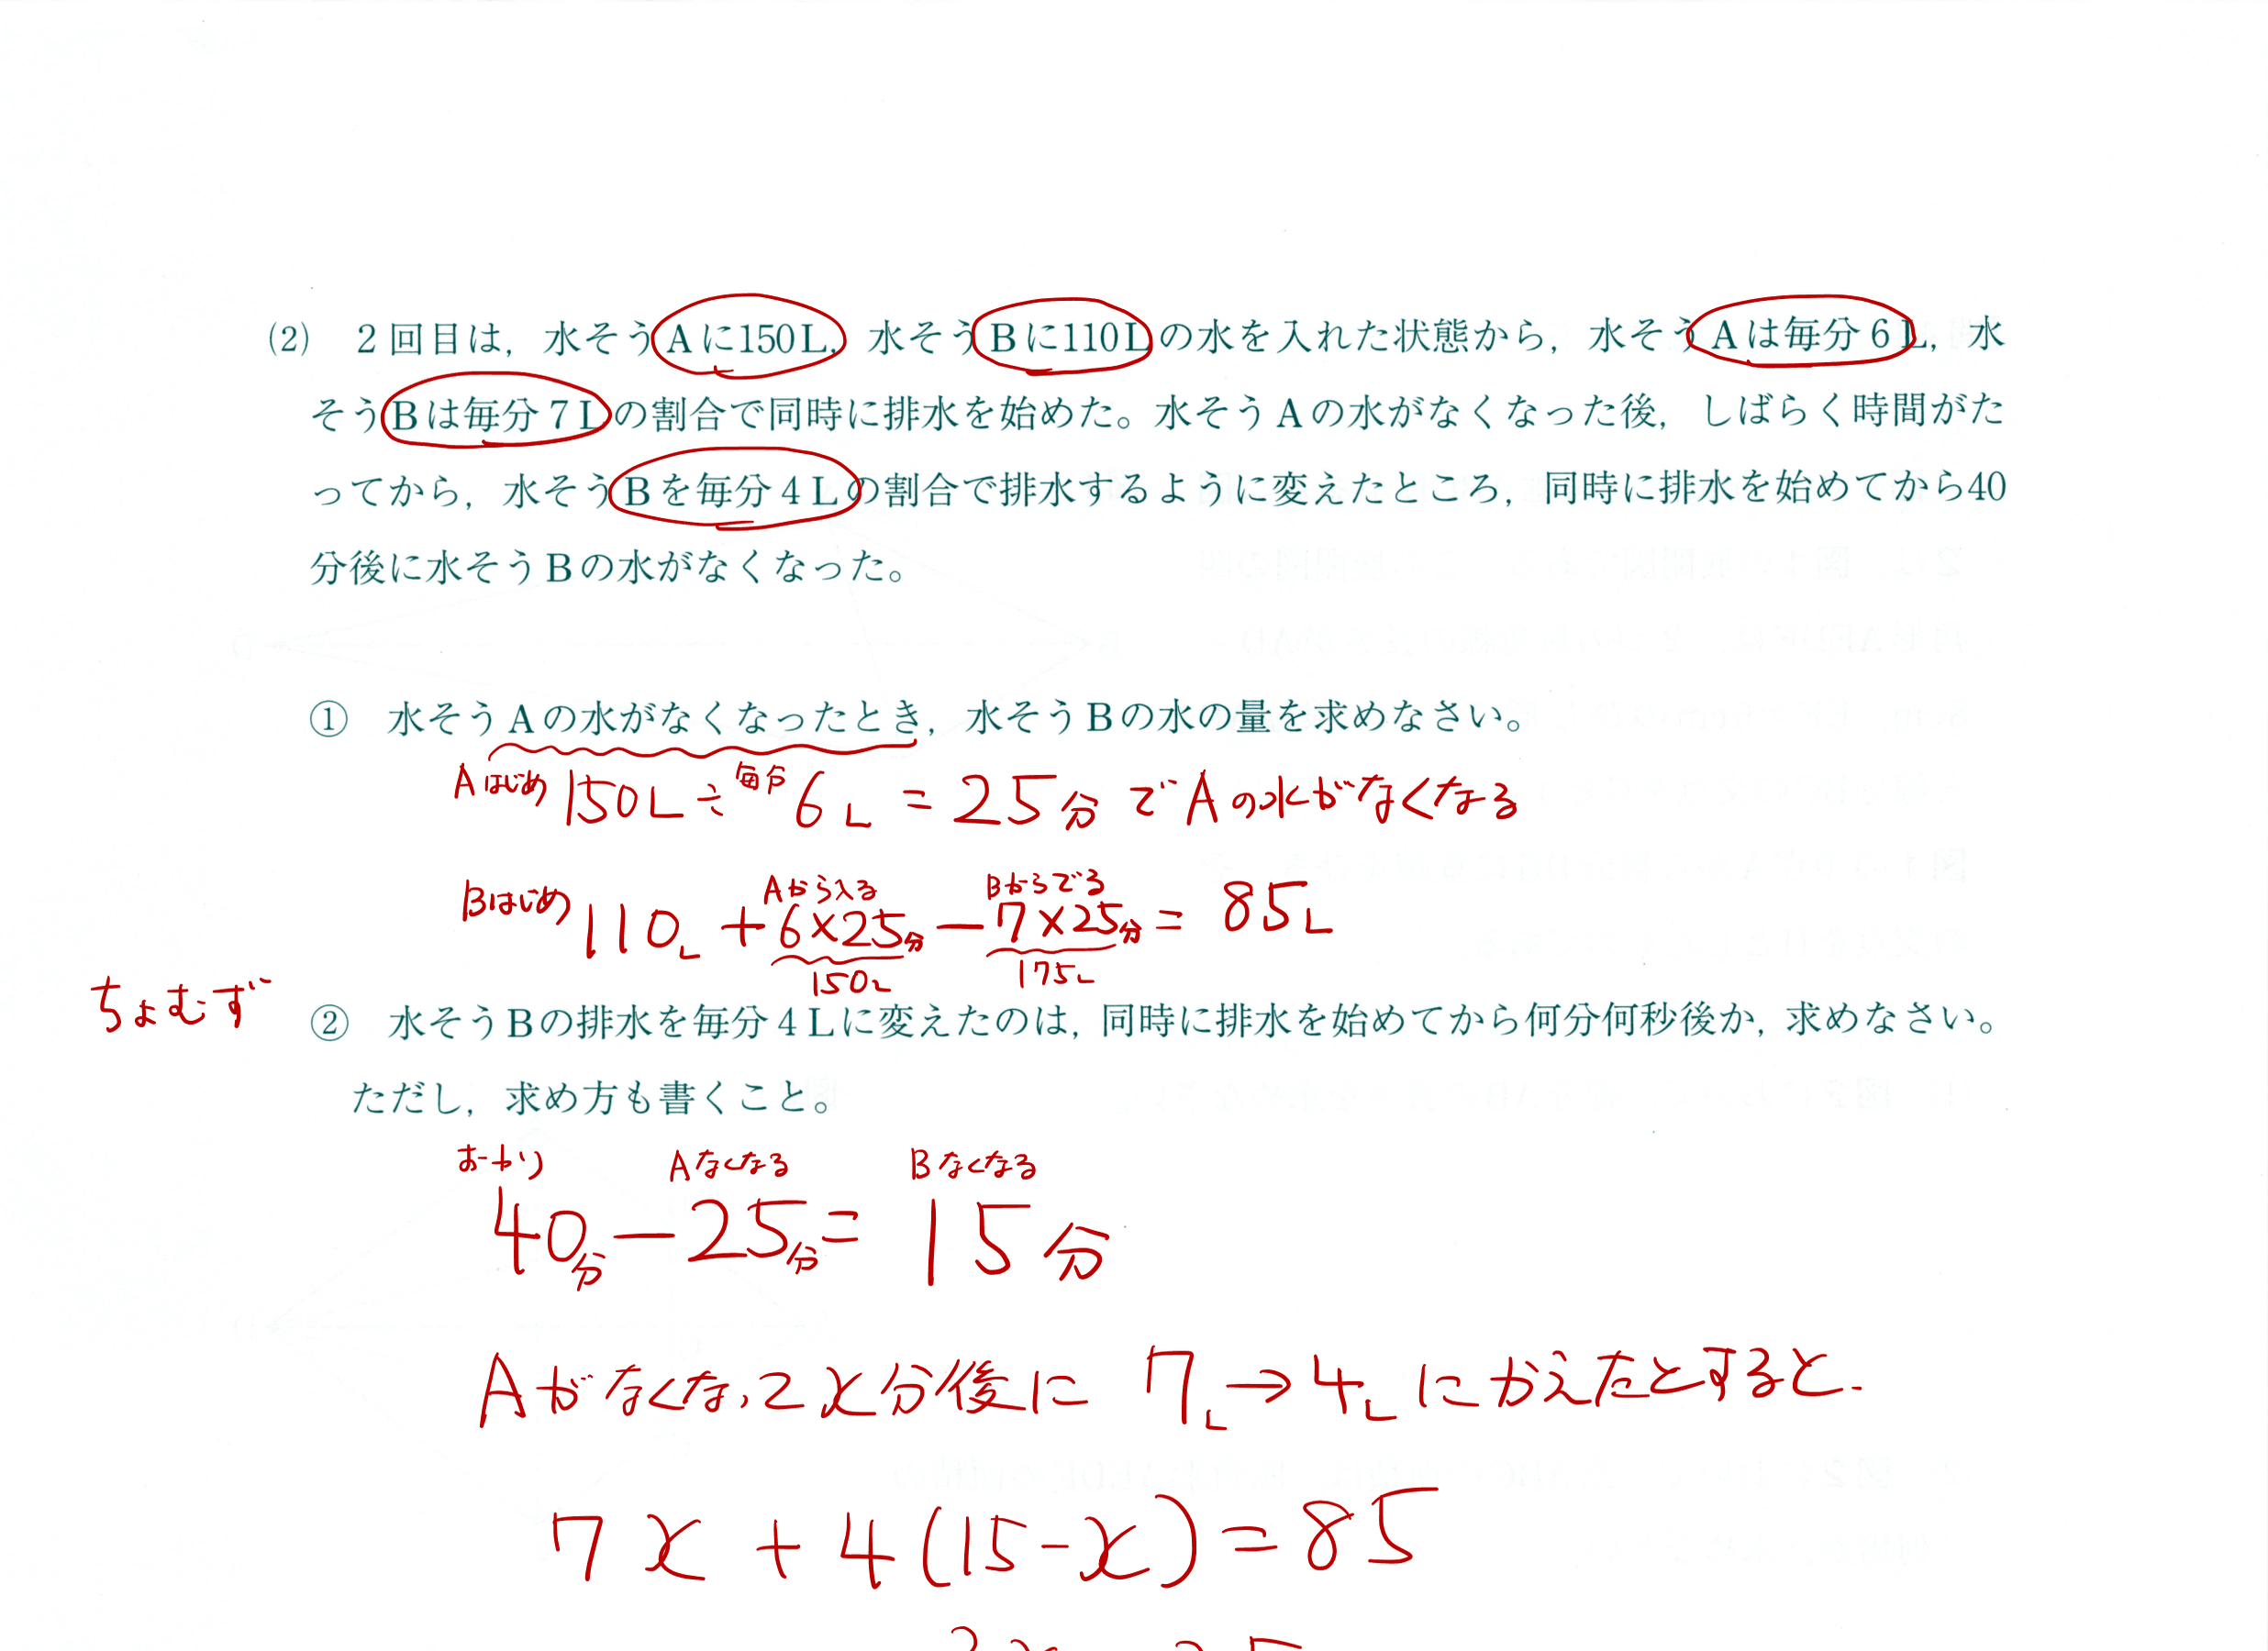 (2) 2回目は，水そうAに150L，水そうBに110Lの水を入れた状態から，水そうAは毎分6L，水
そうBは毎分7Lの割合で同時に排水を始めた。水そうAの水がなくなった後，しばらく時間がた
ってから，水そうBを毎分4Lの割合で排水するように変えたところ，同時に排水を始めてから40
分後に水そうBの水がなくなった。
① 水そうAの水がなくなったとき，水そうBの水の量を求めなさい。
Aはじめ 150L÷毎分6L=25分でAの水がなくなる
Aから入る Bからでる
Bはじめ 110L+6×25分-7×25分=85L
150L 175L
ちょむず
② 水そうBの排水を毎分4Lに変えたのは，同時に排水を始めてから何分何秒後か，求めなさい。
ただし，求め方も書くこと。
おーわり Aなくなる Bなくなる
40分-25分=15分
Aがなくなってx分後に 7L→4Lにかえたとすると、
7x+4(15-x)=85